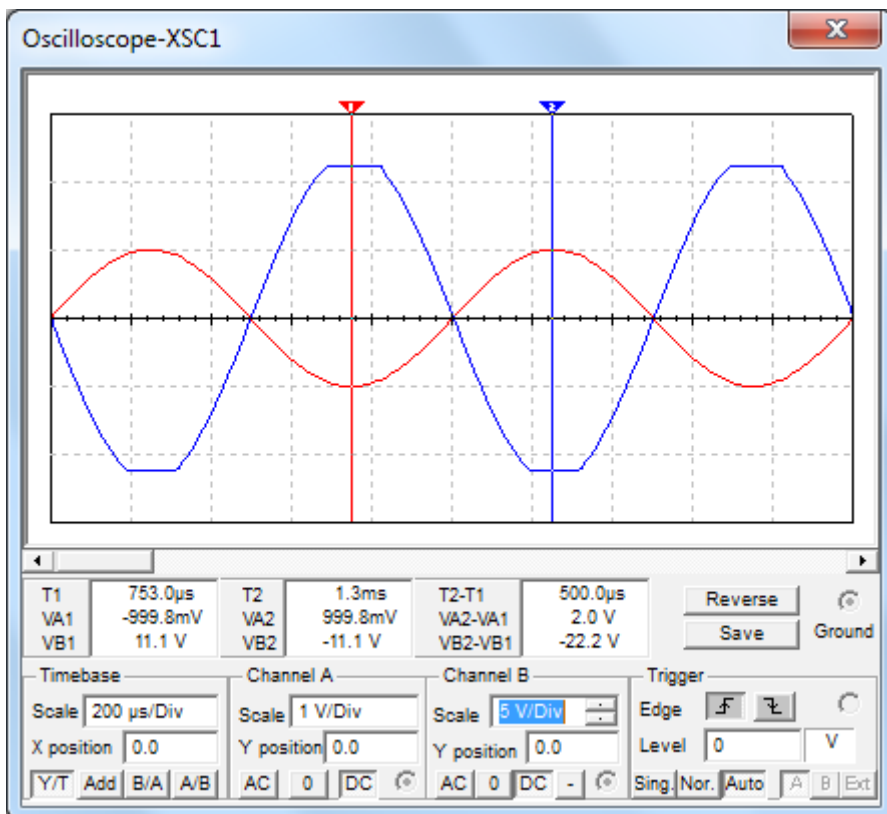 Oscilloscope-XSC1
1 2
T1 753.0µs T2 1.3ms T2-T1 500.0µs
VA1 -999.8mV VA2 999.8mV VA2-VA1 2.0 V
VB1 11.1 V VB2 -11.1 V VB2-VB1 -22.2 V
Reverse
Save
Ground
Timebase
Scale 200 µs/Div
X position 0.0
Y/T Add B/A A/B
Channel A
Scale 1 V/Div
Y position 0.0
AC 0 DC
Channel B
Scale 5 V/Div
Y position 0.0
AC 0 DC -
Trigger
Edge
Level 0 V
Sing. Nor. Auto A B Ext